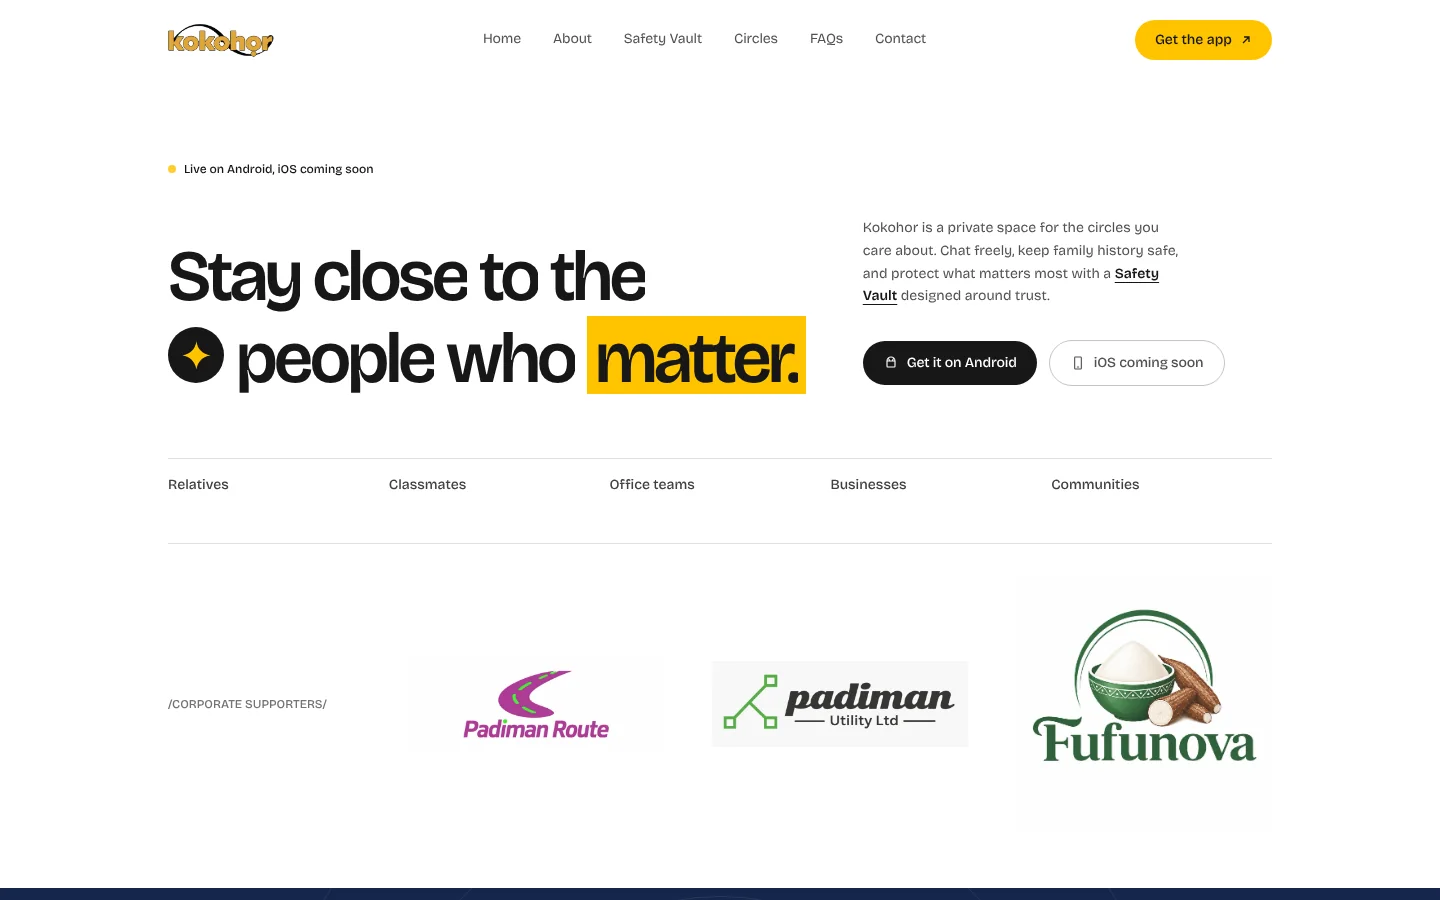 kokohor
Home
About
Safety Vault
Circles
FAQs
Contact
Get the app
Live on Android, iOS coming soon
Stay close to the
people who matter.
Kokohor is a private space for the circles you
care about. Chat freely, keep family history safe,
and protect what matters most with a Safety
Vault designed around trust.
Get it on Android
iOS coming soon
Relatives
Classmates
Office teams
Businesses
Communities
/CORPORATE SUPPORTERS/
Padiman Route
padiman
Utility Ltd
Fufunova